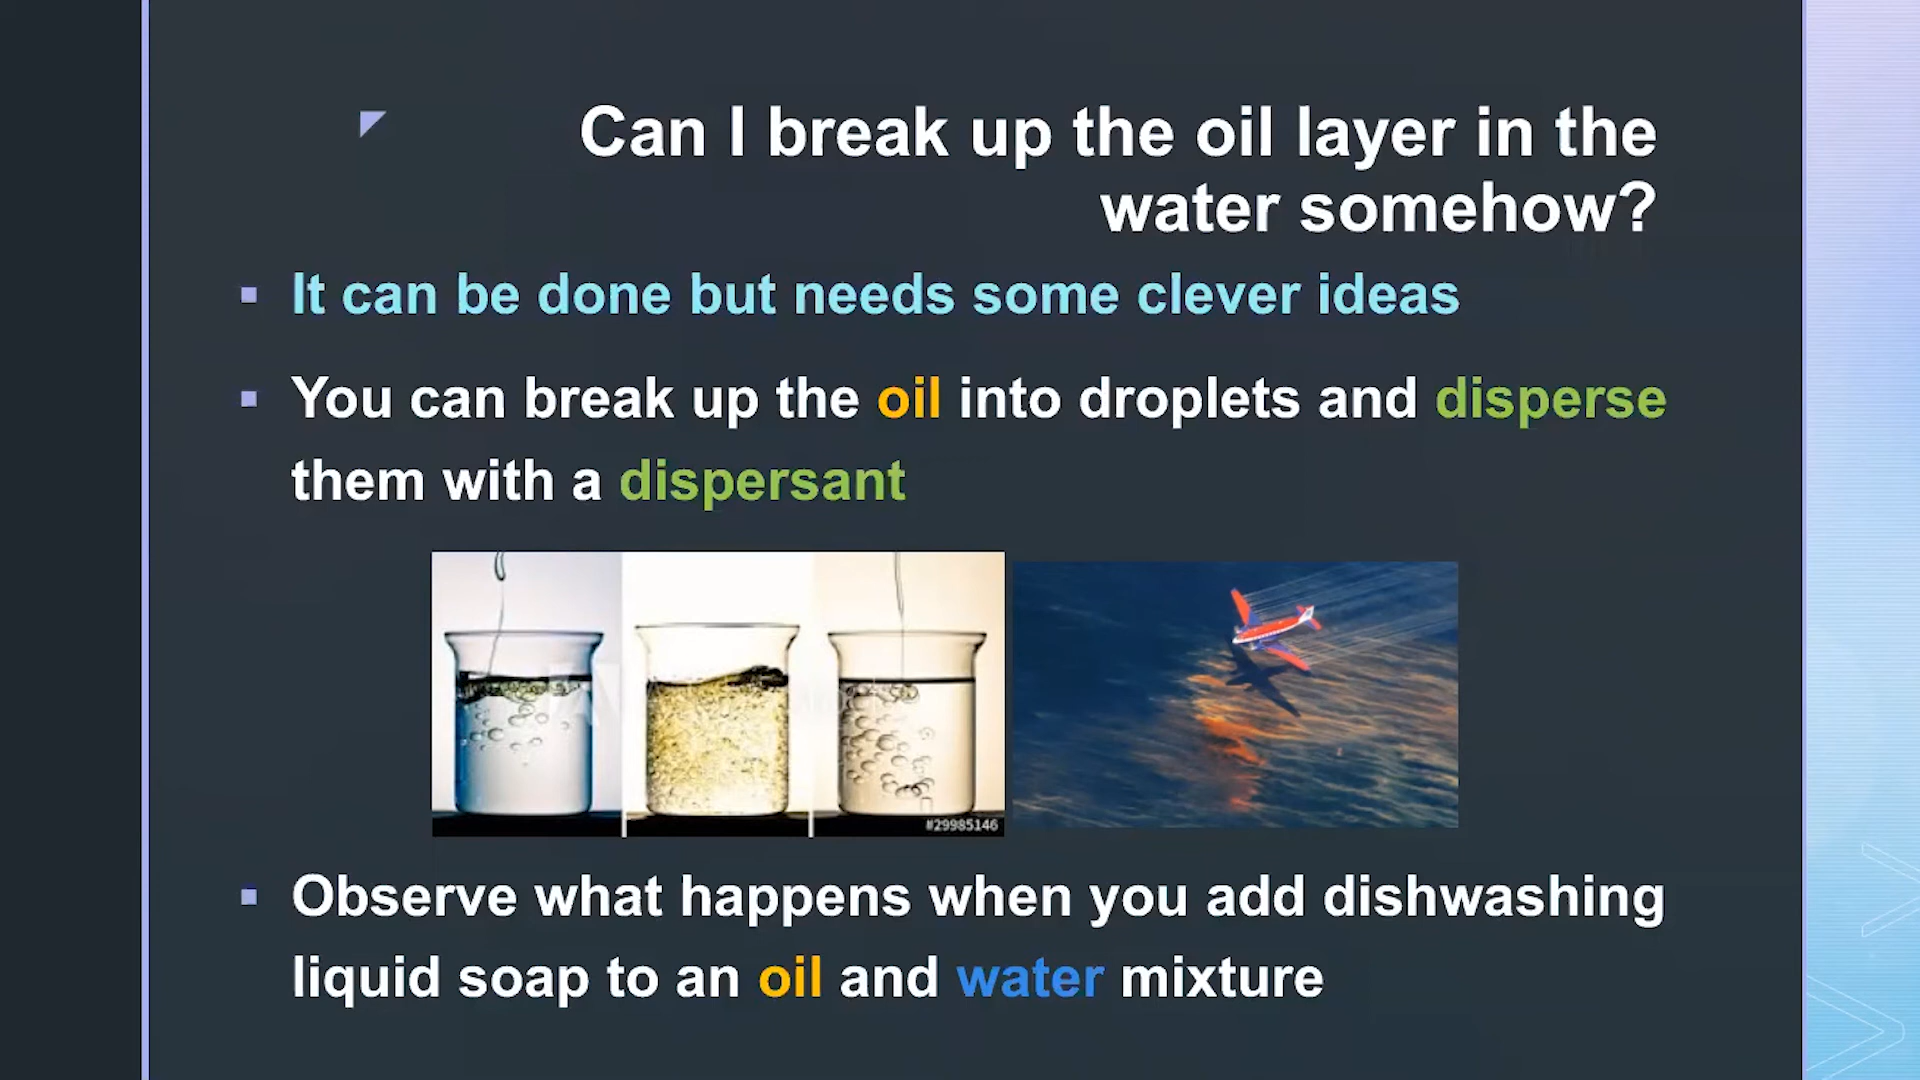 Can I break up the oil layer in the
water somehow?
It can be done but needs some clever ideas
You can break up the oil into droplets and disperse
them with a dispersant
#29985146
Observe what happens when you add dishwashing
liquid soap to an oil and water mixture